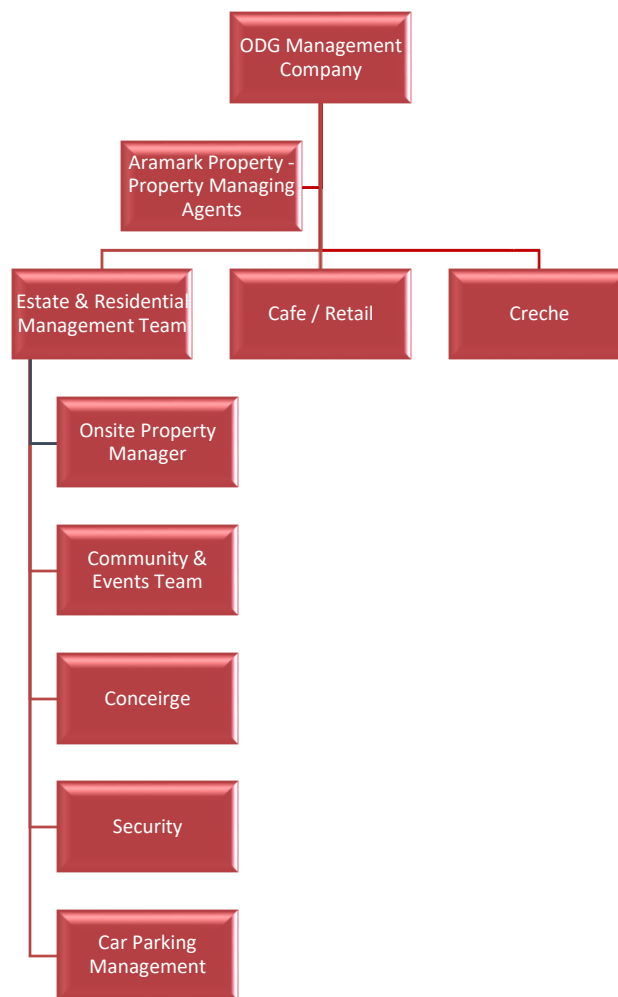 ODG Management
Company
Aramark Property -
Property Managing
Agents
Estate & Residential
Management Team
Cafe / Retail
Creche
Onsite Property
Manager
Community &
Events Team
Conceirge
Security
Car Parking
Management